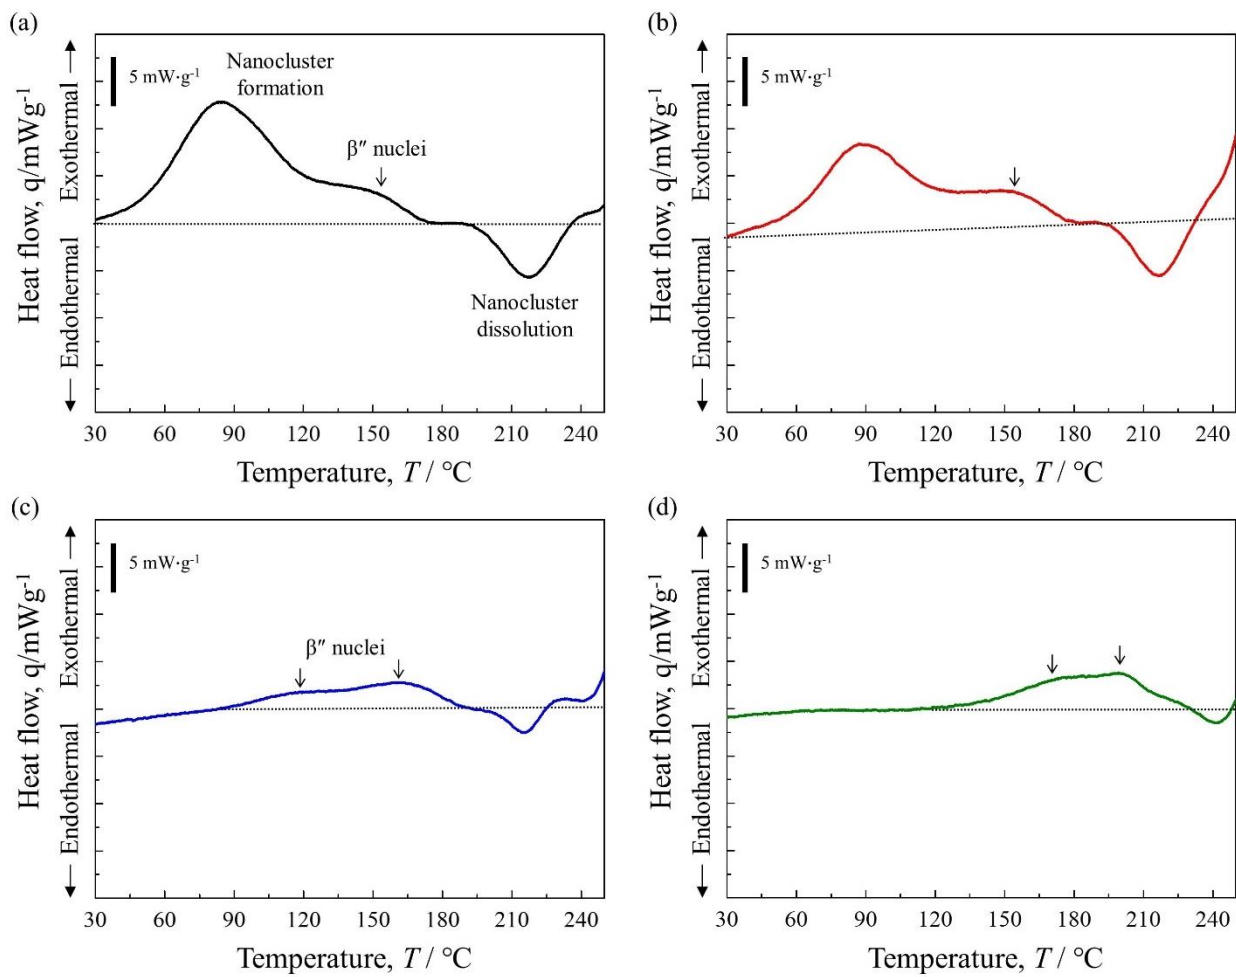 (a)
5 mW·g⁻¹
Nanocluster
formation
β″ nuclei
Nanocluster
dissolution
Heat flow, q/mWg⁻¹
← Endothermal Exothermal →
30 60 90 120 150 180 210 240
Temperature, T / °C
(b)
5 mW·g⁻¹
Heat flow, q/mWg⁻¹
← Endothermal Exothermal →
30 60 90 120 150 180 210 240
Temperature, T / °C
(c)
5 mW·g⁻¹
β″ nuclei
Heat flow, q/mWg⁻¹
← Endothermal Exothermal →
30 60 90 120 150 180 210 240
Temperature, T / °C
(d)
5 mW·g⁻¹
Heat flow, q/mWg⁻¹
← Endothermal Exothermal →
30 60 90 120 150 180 210 240
Temperature, T / °C